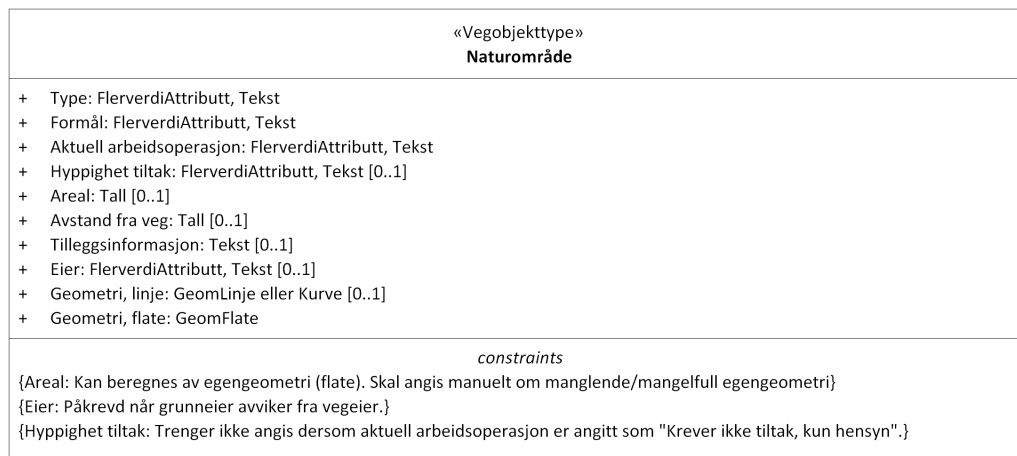 «Vegobjekttype»
Naturområde
+ Type: FlerverdiAttributt, Tekst
+ Formål: FlerverdiAttributt, Tekst
+ Aktuell arbeidsoperasjon: FlerverdiAttributt, Tekst
+ Hyppighet tiltak: FlerverdiAttributt, Tekst [0..1]
+ Areal: Tall [0..1]
+ Avstand fra veg: Tall [0..1]
+ Tilleggsinformasjon: Tekst [0..1]
+ Eier: FlerverdiAttributt, Tekst [0..1]
+ Geometri, linje: GeomLinje eller Kurve [0..1]
+ Geometri, flate: GeomFlate
constraints
{Areal: Kan beregnes av egengeometri (flate). Skal angis manuelt om manglende/mangelfull egengeometri}
{Eier: Påkrevd når grunneier avviker fra vegeier.}
{Hyppighet tiltak: Trenger ikke angis dersom aktuell arbeidsoperasjon er angitt som "Krever ikke tiltak, kun hensyn".}